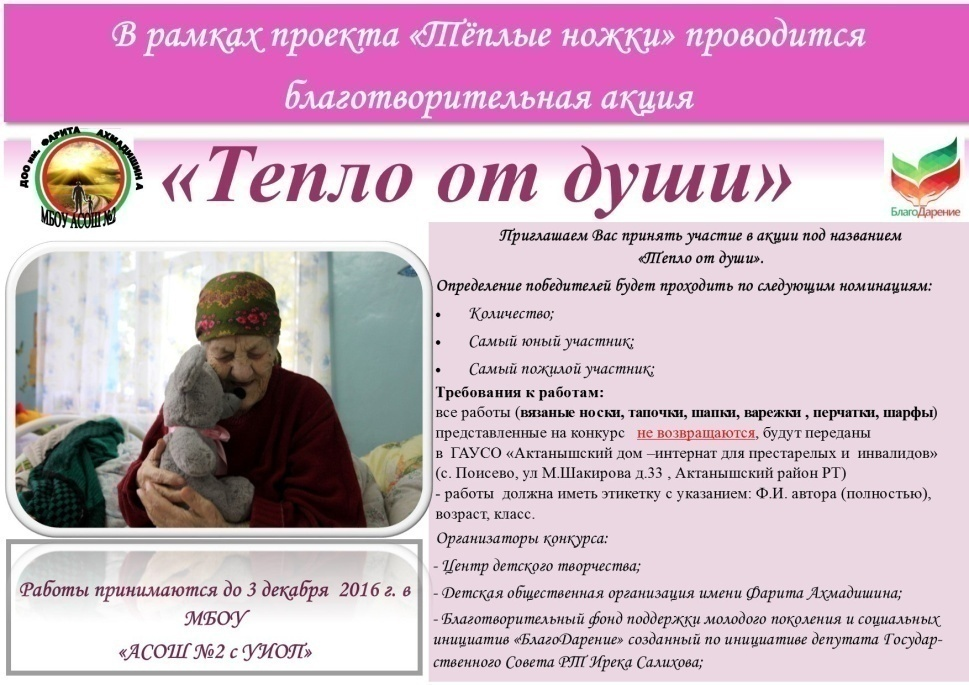 В рамках проекта «Тёплые ножки» проводится
благотворительная акция
ДОО им. ФАРИТА АХМАДИШИН А
МБОУ АСОШ №2
«Тепло от души»
БлагоДарение
Приглашаем Вас принять участие в акции под названием
«Тепло от души».
Определение победителей будет проходить по следующим номинациям:
• Количество;
• Самый юный участник;
• Самый пожилой участник;
Требования к работам:
все работы (вязаные носки, тапочки, шапки, варежки , перчатки, шарфы)
представленные на конкурс не возвращаются, будут переданы
в ГАУСО «Актанышский дом –интернат для престарелых и инвалидов»
(с. Поисево, ул М.Шакирова д.33 , Актанышский район РТ)
- работы должна иметь этикетку с указанием: Ф.И. автора (полностью),
возраст, класс.
Организаторы конкурса:
- Центр детского творчества;
- Детская общественная организация имени Фарита Ахмадишина;
- Благотворительный фонд поддержки молодого поколения и социальных
инициатив «БлагоДарение» созданный по инициативе депутата Государ-
ственного Совета РТ Ирека Салихова;
Работы принимаются до 3 декабря 2016 г. в
МБОУ
«АСОШ №2 с УИОП»